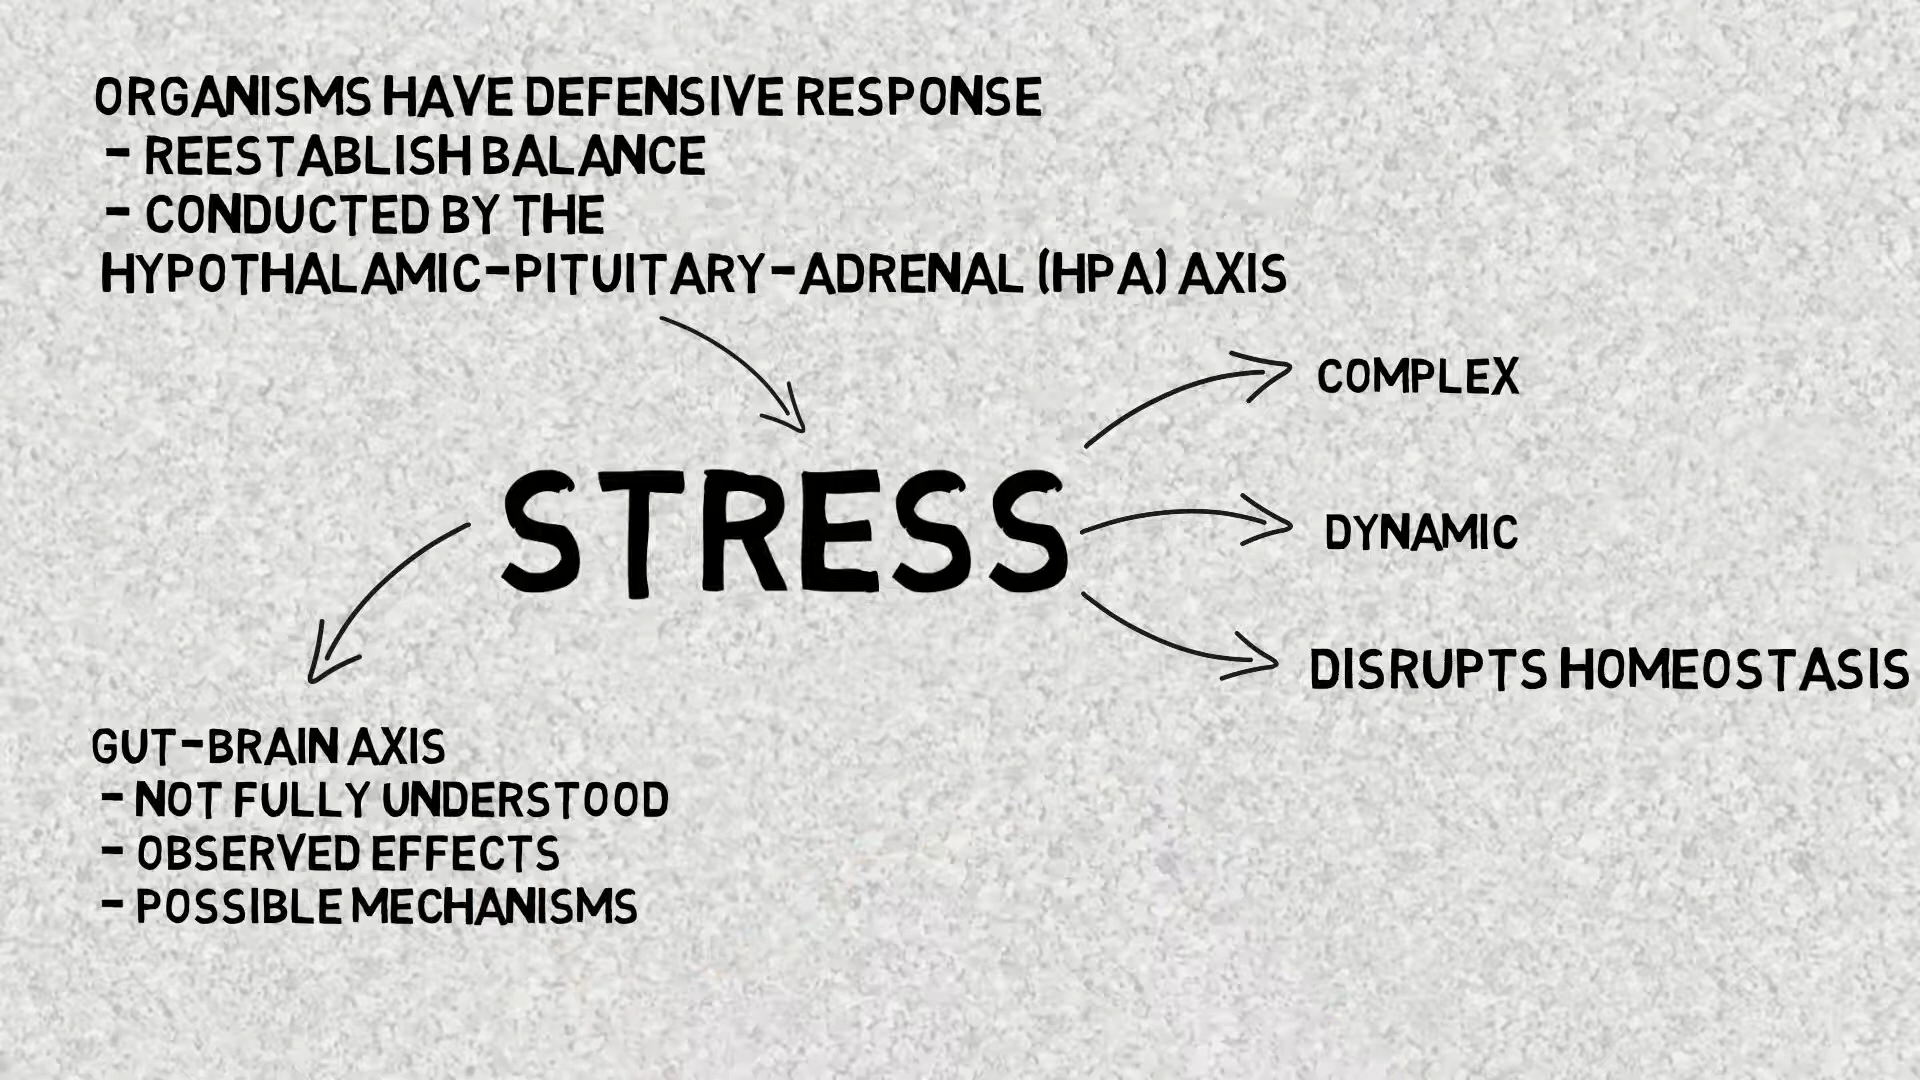 ORGANISMS HAVE DEFENSIVE RESPONSE
- REESTABLISH BALANCE
- CONDUCTED BY THE
HYPOTHALAMIC-PITUITARY-ADRENAL (HPA) AXIS
COMPLEX
STRESS
DYNAMIC
DISRUPTS HOMEOSTASIS
GUT-BRAIN AXIS
- NOT FULLY UNDERSTOOD
- OBSERVED EFFECTS
- POSSIBLE MECHANISMS